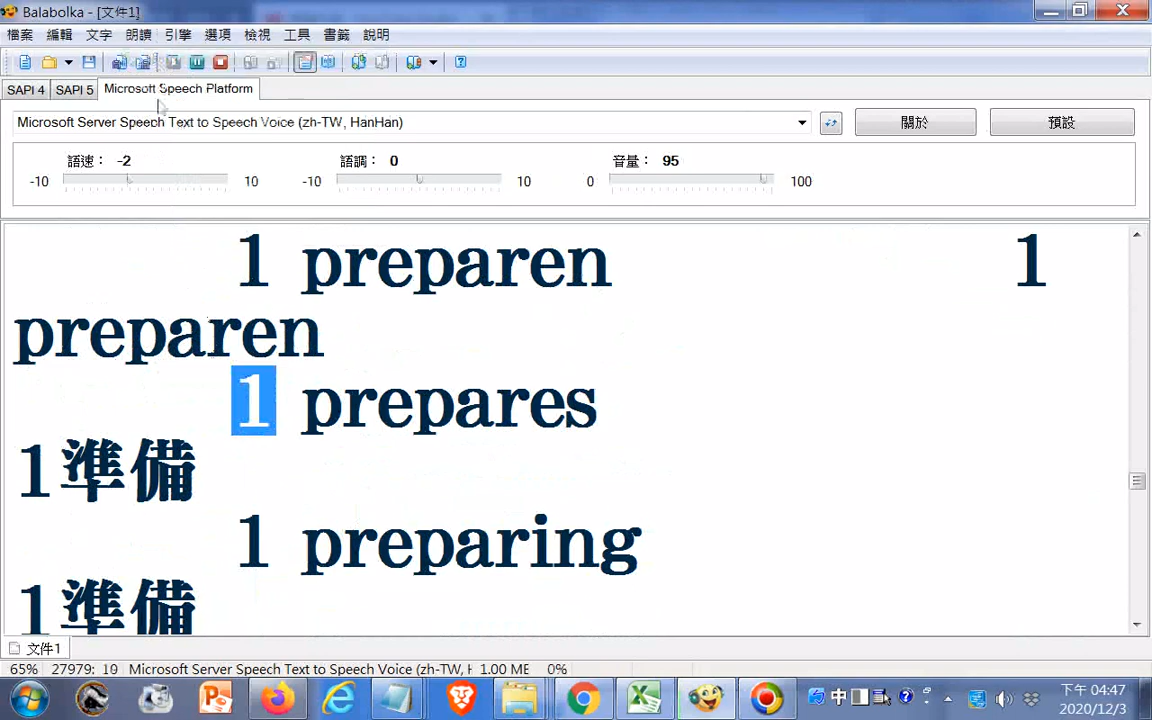 Balabolka - [文件1]
檔案 編輯 文字 朗讀 引擎 選項 檢視 工具 書籤 說明
SAPI 4 SAPI 5 Microsoft Speech Platform
Microsoft Server Speech Text to Speech Voice (zh-TW, HanHan) 關於 預設
語速： -2 語調： 0 音量： 95
-10 10 -10 10 0 100
1 preparen 1
preparen
1 prepares
1準備
1 preparing
1準備
文件1
65% 27979: 10 Microsoft Server Speech Text to Speech Voice (zh-TW, H 1.00 ME 0%
中 下午 04:47
2020/12/3